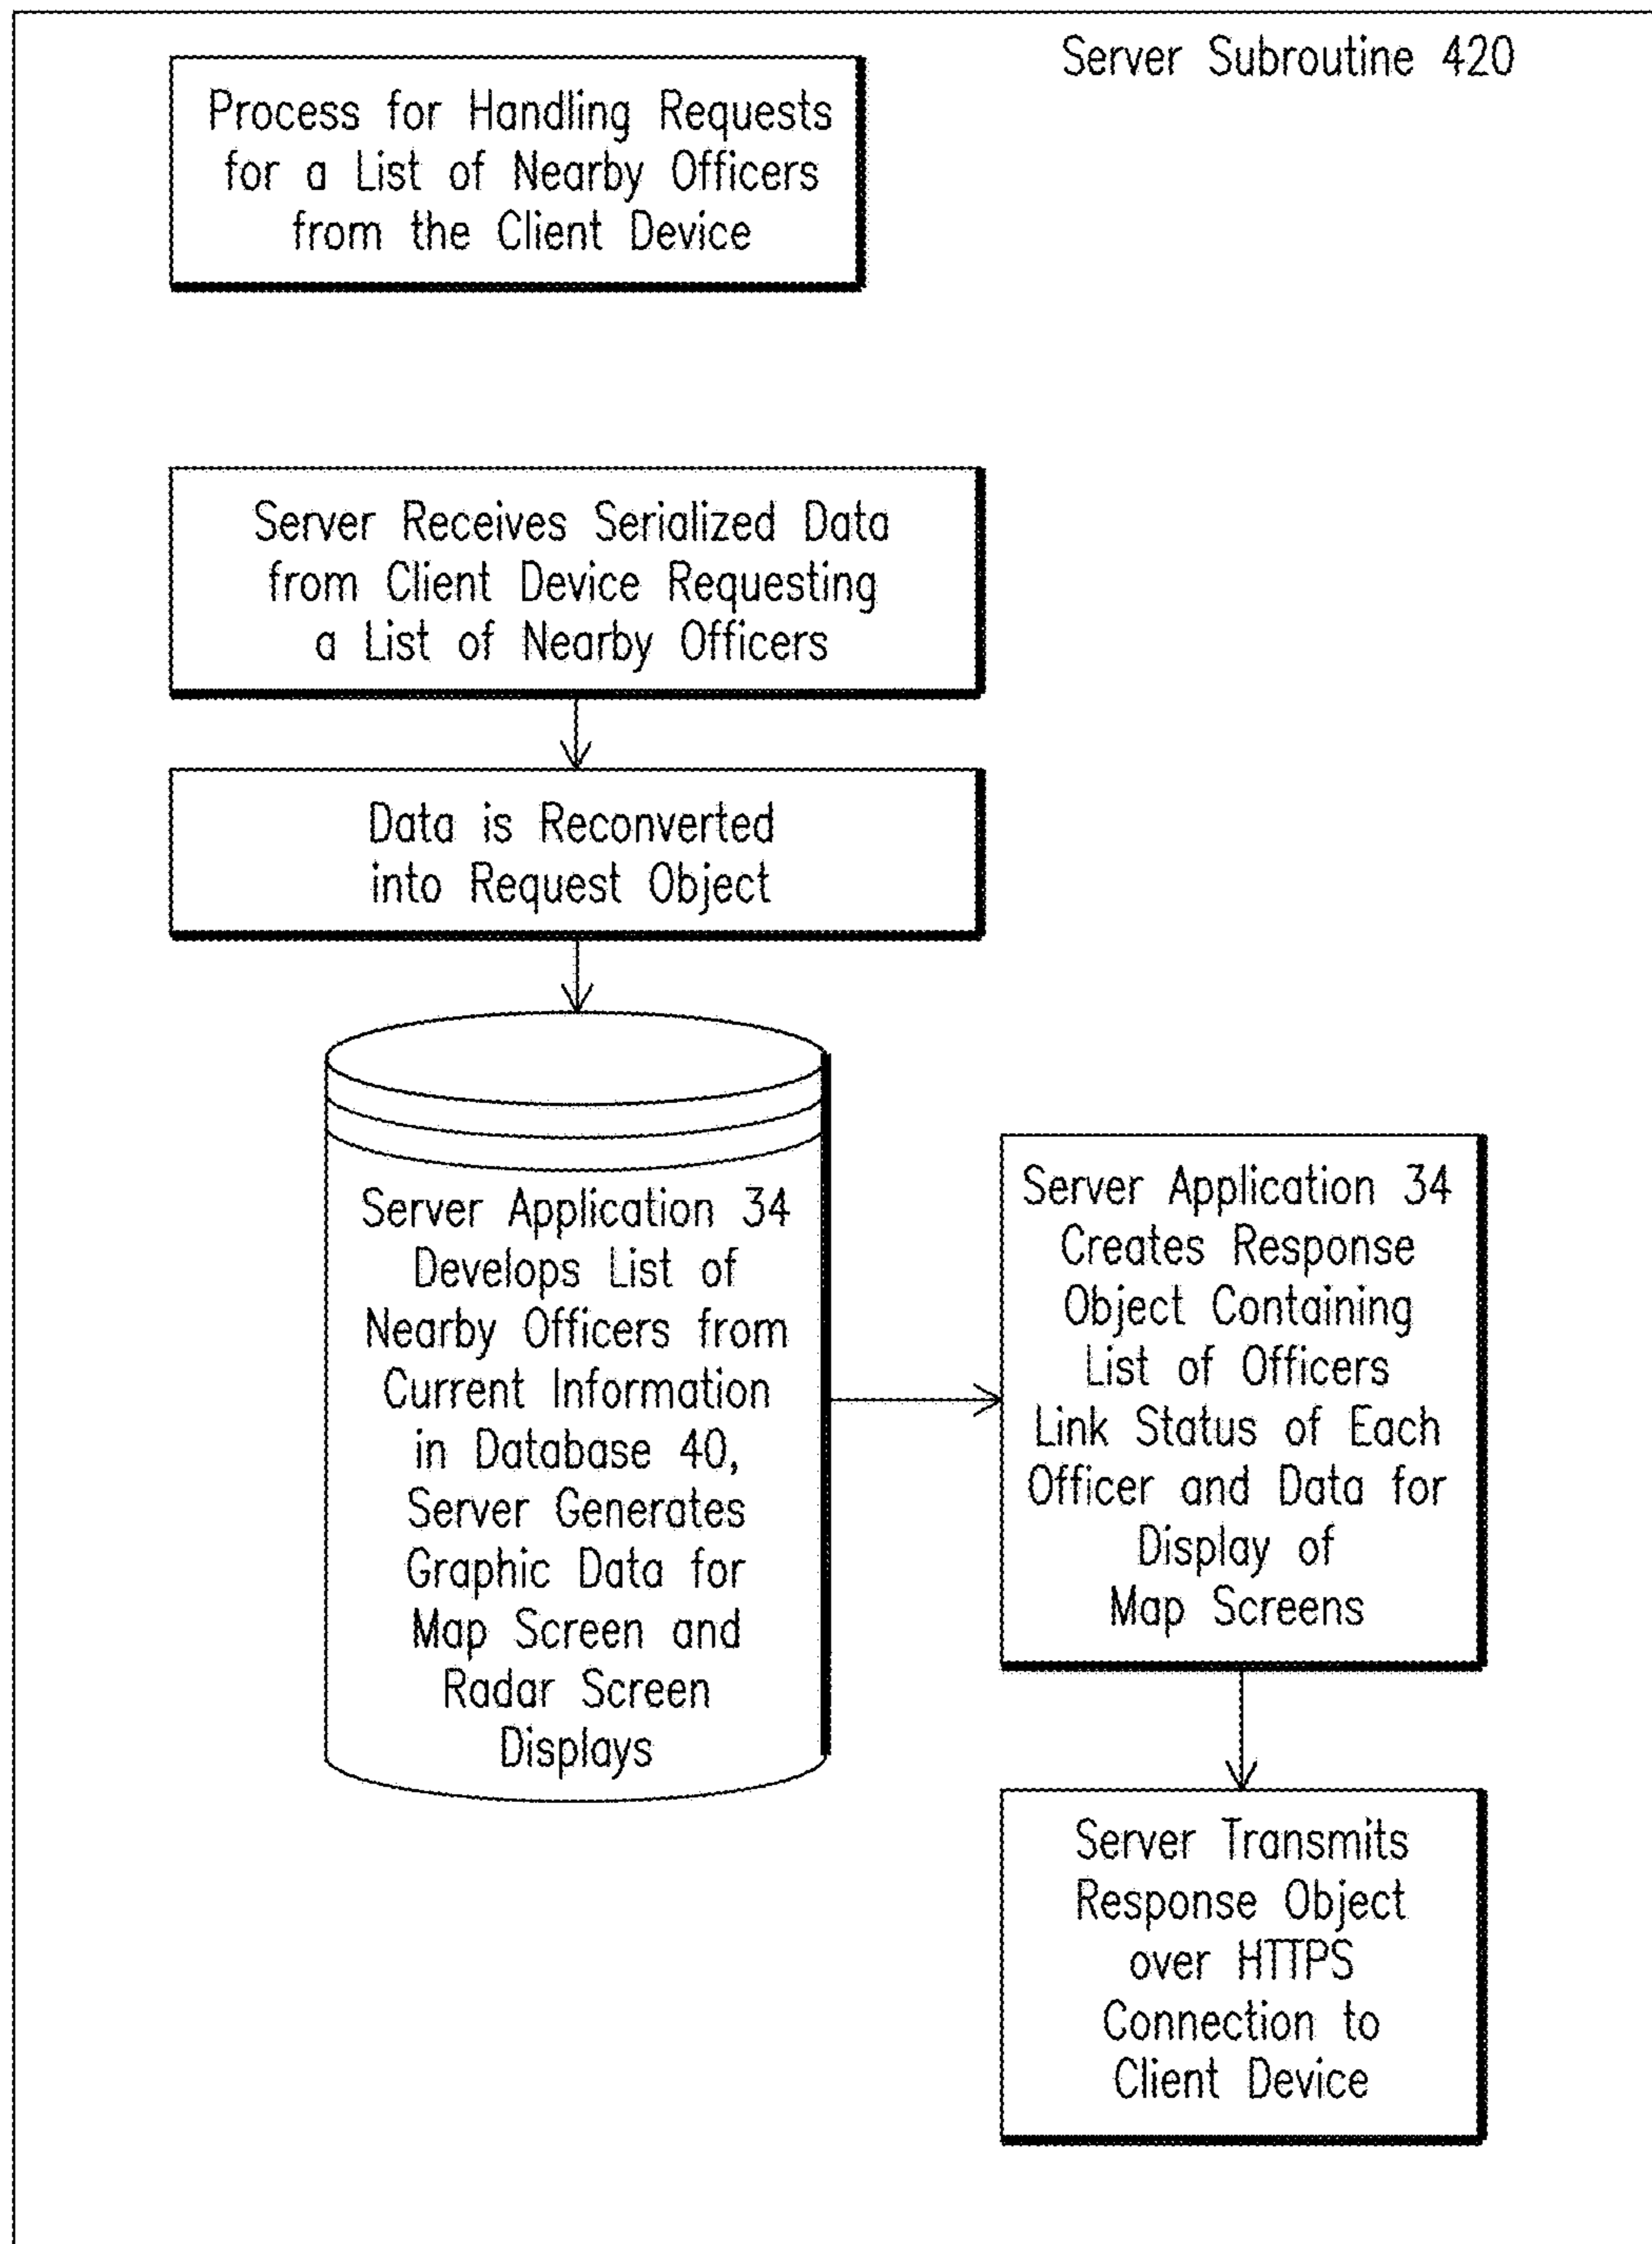 Server Subroutine 420
Process for Handling Requests
for a List of Nearby Officers
from the Client Device
Server Receives Serialized Data
from Client Device Requesting
a List of Nearby Officers
Data is Reconverted
into Request Object
Server Application 34
Develops List of
Nearby Officers from
Current Information
in Database 40,
Server Generates
Graphic Data for
Map Screen and
Radar Screen
Displays
Server Application 34
Creates Response
Object Containing
List of Officers
Link Status of Each
Officer and Data for
Display of
Map Screens
Server Transmits
Response Object
over HTTPS
Connection to
Client Device